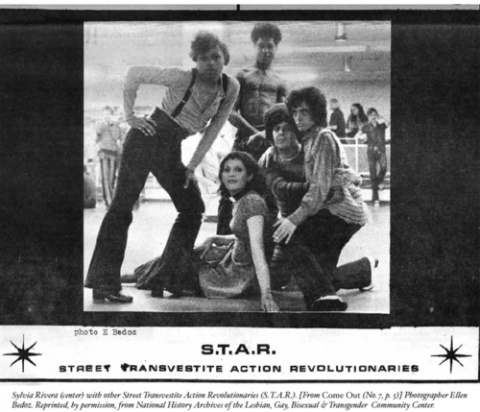 photo E Bedoz
S.T.A.R.
STREET TRANSVESTITE ACTION REVOLUTIONARIES
Sylvia Rivera (center) with other Street Transvestite Action Revolutionaries (S.T.A.R.). [From Come Out (No. 7, p. 5)] Photographer Ellen
Bedoz. Reprinted, by permission, from National History Archives of the Lesbian, Gay, Bisexual & Transgender Community Center.